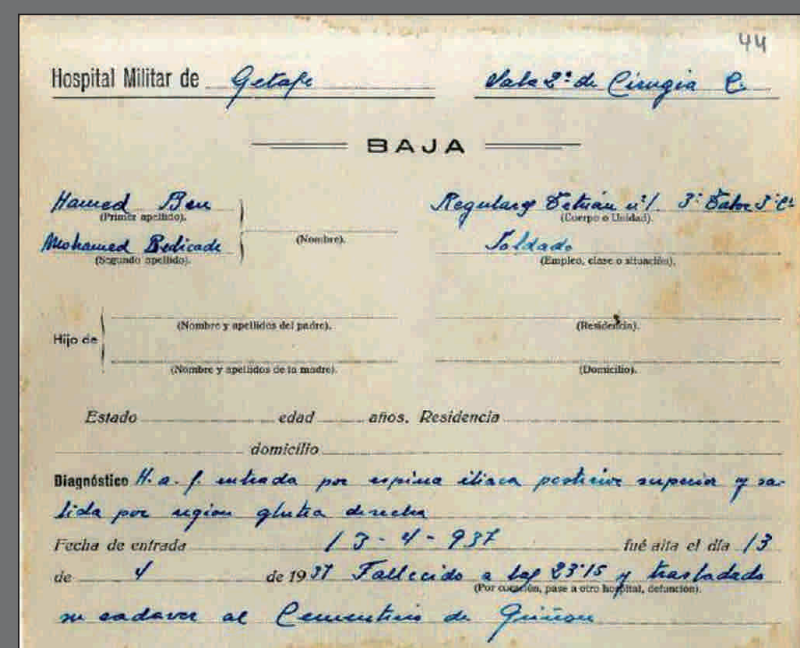 44
Hospital Militar de Getafe Sala 2ª de Cirugia C.
BAJA
Hamed Ben Regulares Tetuán nº 1. 3º Tabor 3ª Cª
(Primer apellido). (Cuerpo o Unidad).
(Nombre).
Mohamed Bedicade Soldado
(Segundo apellido). (Empleo, clase o situación).
Hijo de
(Nombre y apellidos del padre). (Residencia).
(Nombre y apellidos de la madre). (Domicilio).
Estado edad años. Residencia
domicilio
Diagnóstico H. a. f. entrada por espina iliaca posterior superior y sa-
lida por region glutea derecha
Fecha de entrada 13-4-937 fué alta el día 13
de 4 de 1937 Fallecido a las 23'15 y trasladado
(Por curación, pase a otro hospital, defunción).
su cadaver al Cementerio de Griñon